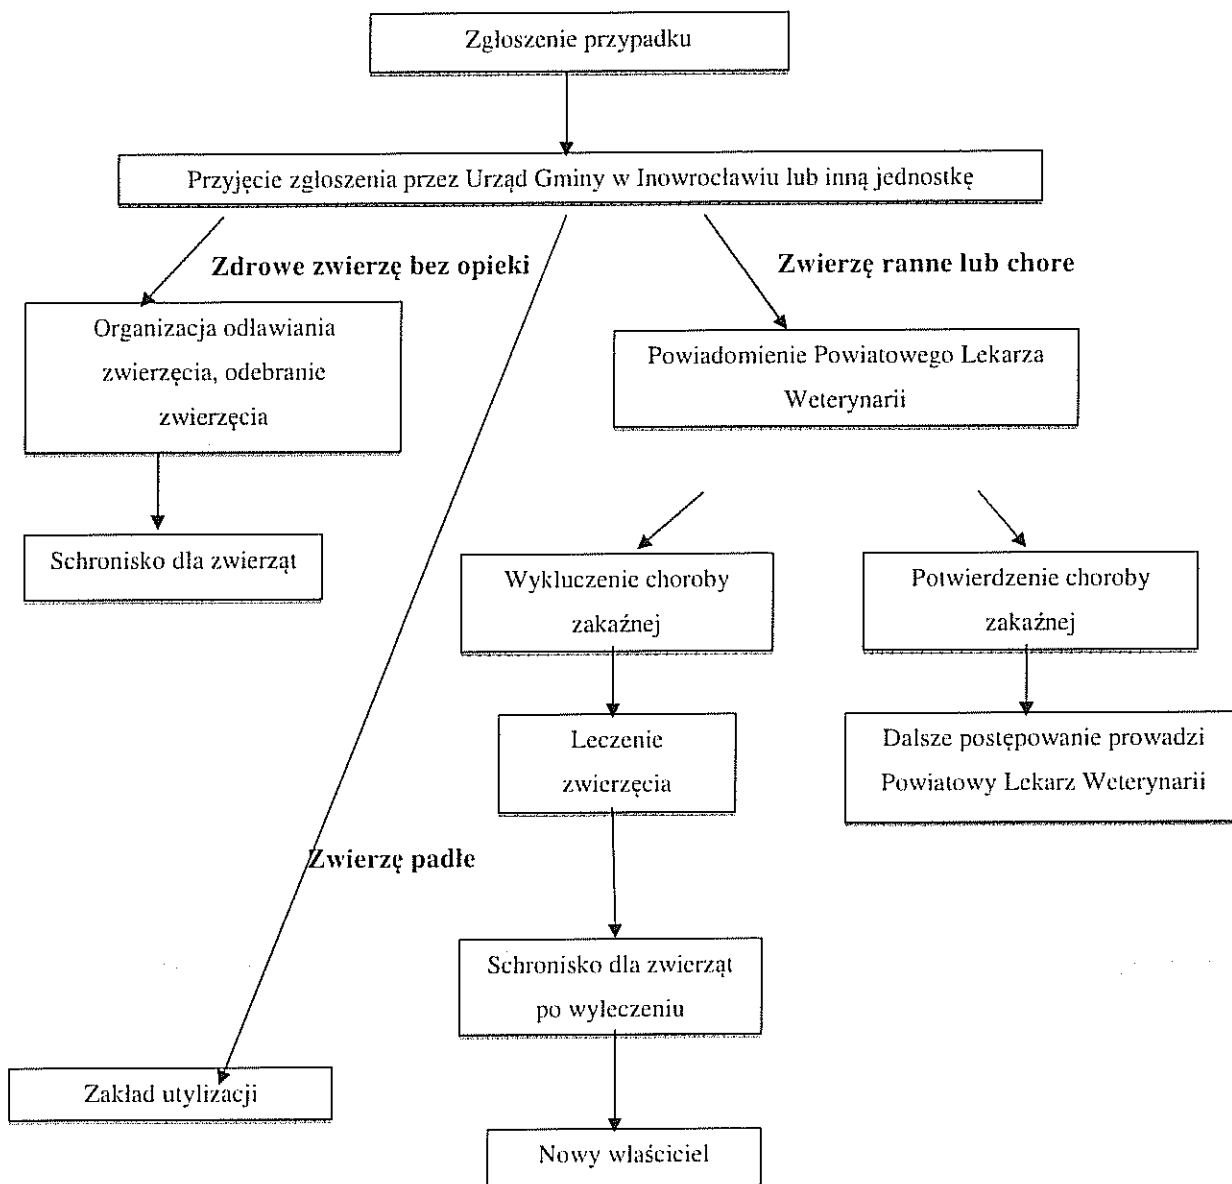 Zgłoszenie przypadku
Przyjęcie zgłoszenia przez Urząd Gminy w Inowrocławiu lub inną jednostkę
Zdrowe zwierzę bez opieki
Zwierzę ranne lub chore
Organizacja odławiania
zwierzęcia, odebranie
zwierzęcia
Powiadomienie Powiatowego Lekarza
Weterynarii
Schronisko dla zwierząt
Wykluczenie choroby
zakaźnej
Potwierdzenie choroby
zakaźnej
Leczenie
zwierzęcia
Dalsze postępowanie prowadzi
Powiatowy Lekarz Weterynarii
Zwierzę padłe
Schronisko dla zwierząt
po wyleczeniu
Zakład utylizacji
Nowy właściciel